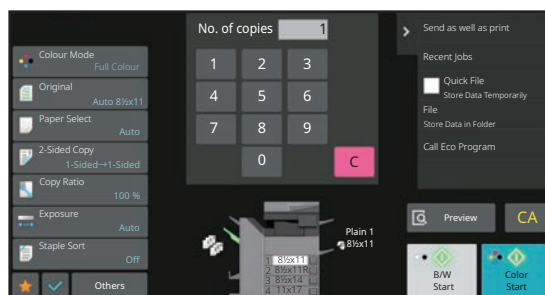 No. of copies 1
Send as well as print
Recent Jobs
Quick File
Store Data Temporarily
File
Store Data in Folder
Call Eco Program
Colour Mode
Full Colour
Original
Auto 8½x11
Paper Select
Auto
2-Sided Copy
1-Sided→1-Sided
Copy Ratio
100 %
Exposure
Auto
Staple Sort
Off
Others
1 2 3
4 5 6
7 8 9
0 C
Plain 1
8½x11
1 8½x11
2 8½x11R
3 8½x14
4 11x17
Preview
CA
B/W
Start
Color
Start